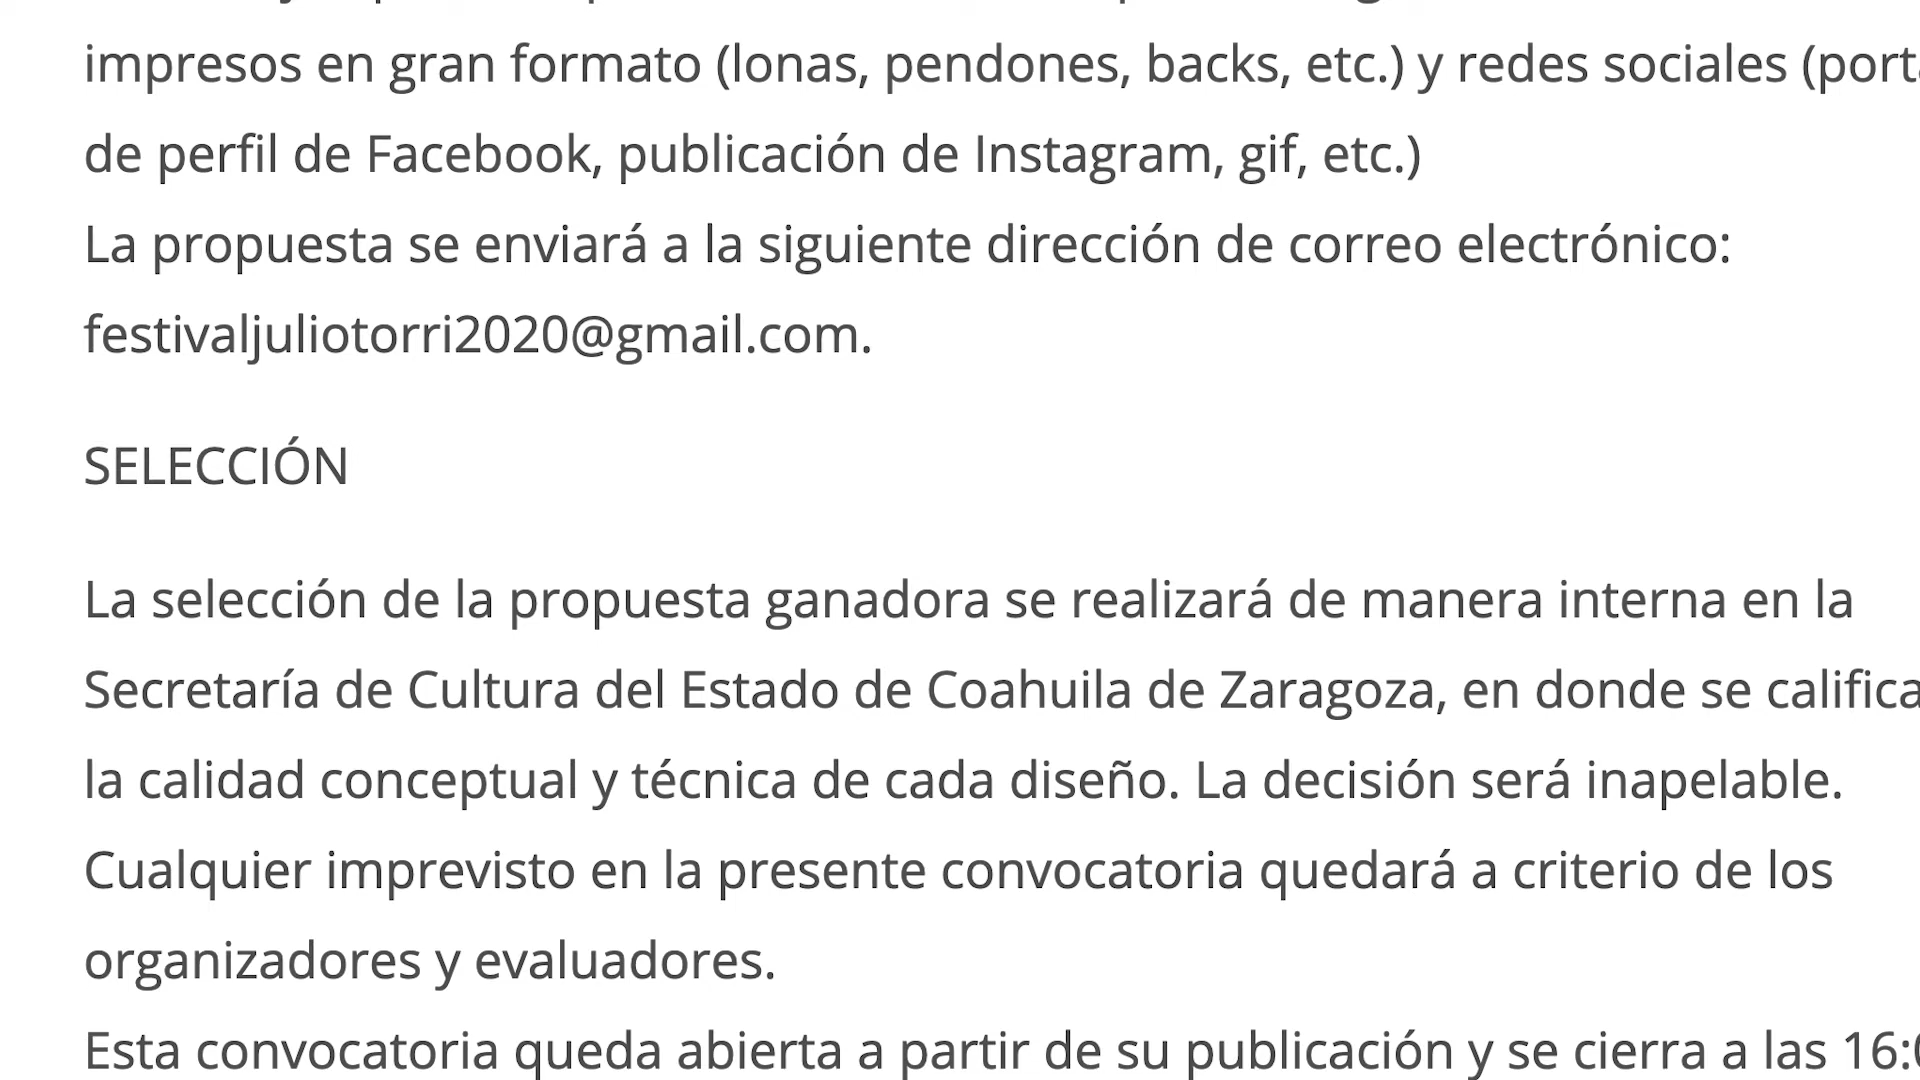 impresos en gran formato (lonas, pendones, backs, etc.) y redes sociales
de perfil de Facebook, publicación de Instagram, gif, etc.)
La propuesta se enviará a la siguiente dirección de correo electrónico:
festivaljuliotorri2020@gmail.com.
SELECCIÓN
La selección de la propuesta ganadora se realizará de manera interna en la
Secretaría de Cultura del Estado de Coahuila de Zaragoza, en donde se
la calidad conceptual y técnica de cada diseño. La decisión será inapelable.
Cualquier imprevisto en la presente convocatoria quedará a criterio de los
organizadores y evaluadores.
Esta convocatoria queda abierta a partir de su publicación y se cierra a las